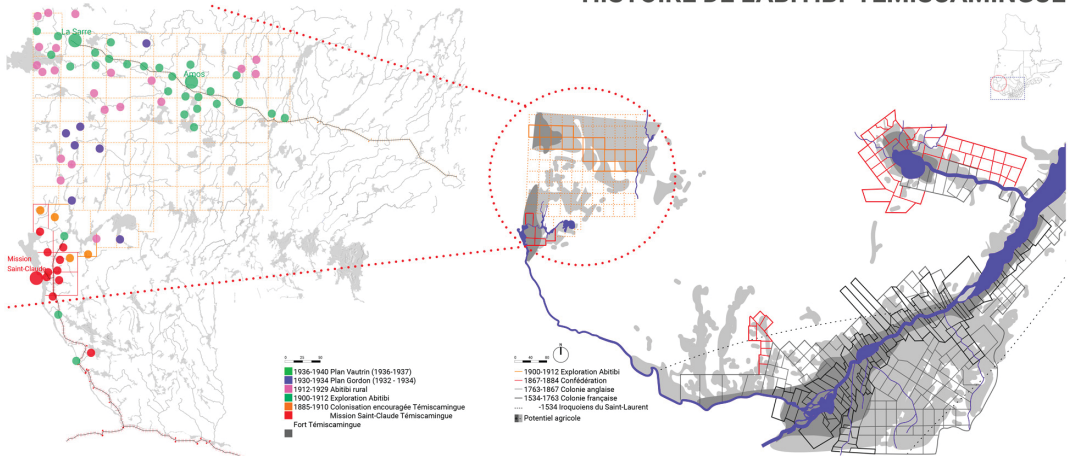 HISTOIRE DE L'ABITIBI-TÉMISCAMINGUE
La Sarre
Amos
Mission
Saint-Claude
1936-1940 Plan Vautrin (1936-1937)
1930-1934 Plan Gordon (1932 - 1934)
1912-1929 Abitibi rural
1900-1912 Exploration Abitibi
1885-1910 Colonisation encouragée Témiscamingue
Mission Saint-Claude Témiscamingue
Fort Témiscamingue
N
1900-1912 Exploration Abitibi
1867-1884 Confédération
1763-1867 Colonie anglaise
1534-1763 Colonie française
-1534 Iroquoiens du Saint-Laurent
Potentiel agricole